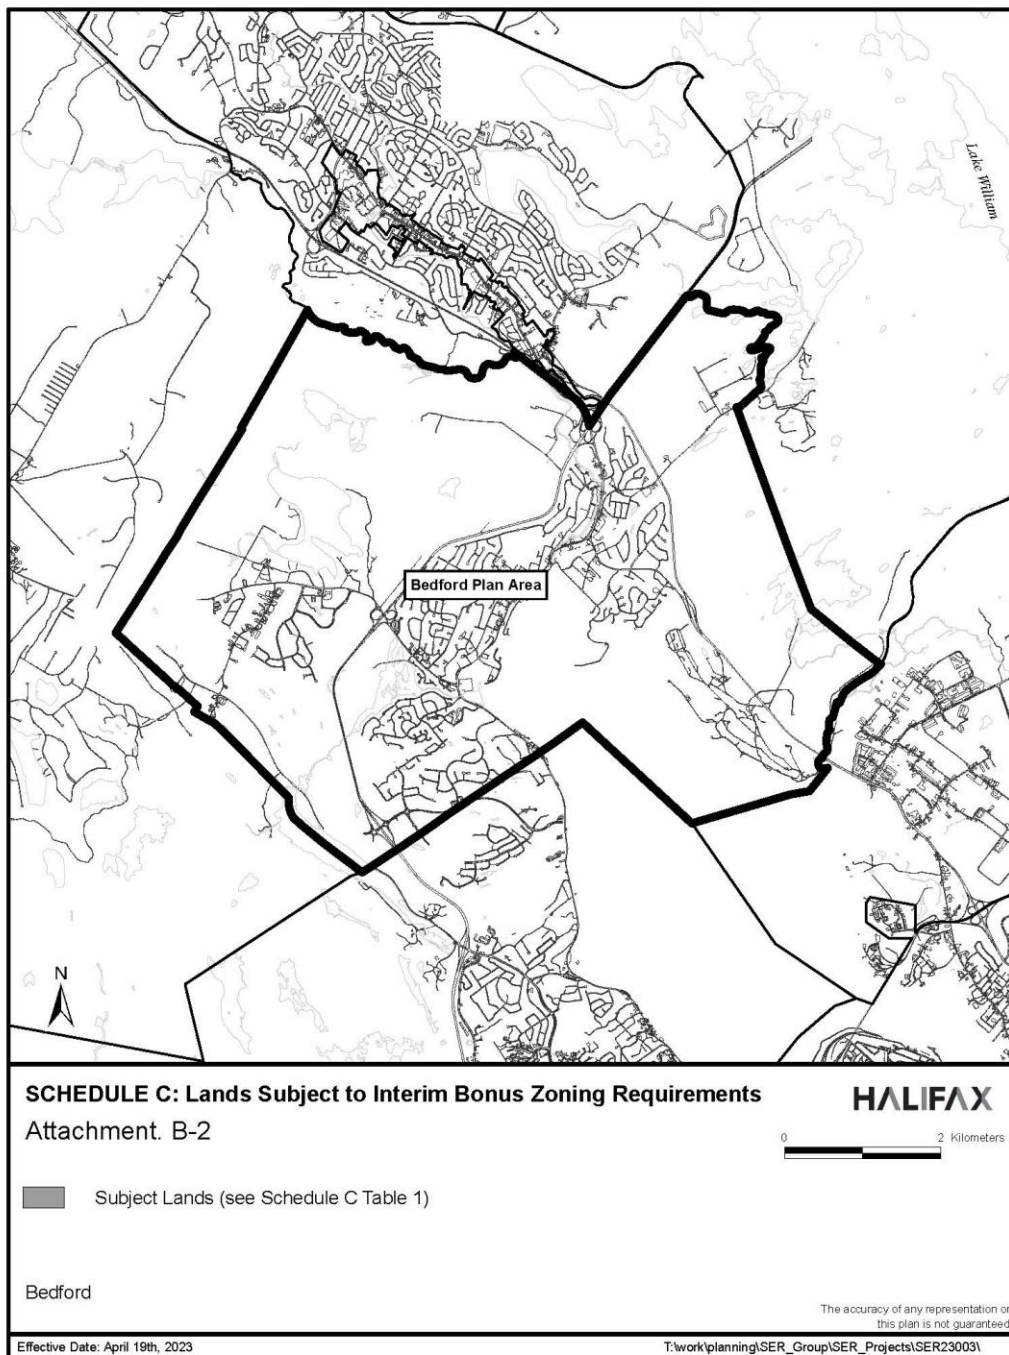 Lake William
Bedford Plan Area
N
SCHEDULE C: Lands Subject to Interim Bonus Zoning Requirements
HALIFAX
Attachment. B-2
0 2 Kilometers
Subject Lands (see Schedule C Table 1)
Bedford
The accuracy of any representation on
this plan is not guaranteed
Effective Date: April 19th, 2023
T:\work\planning\SER_Group\SER_Projects\SER23003\